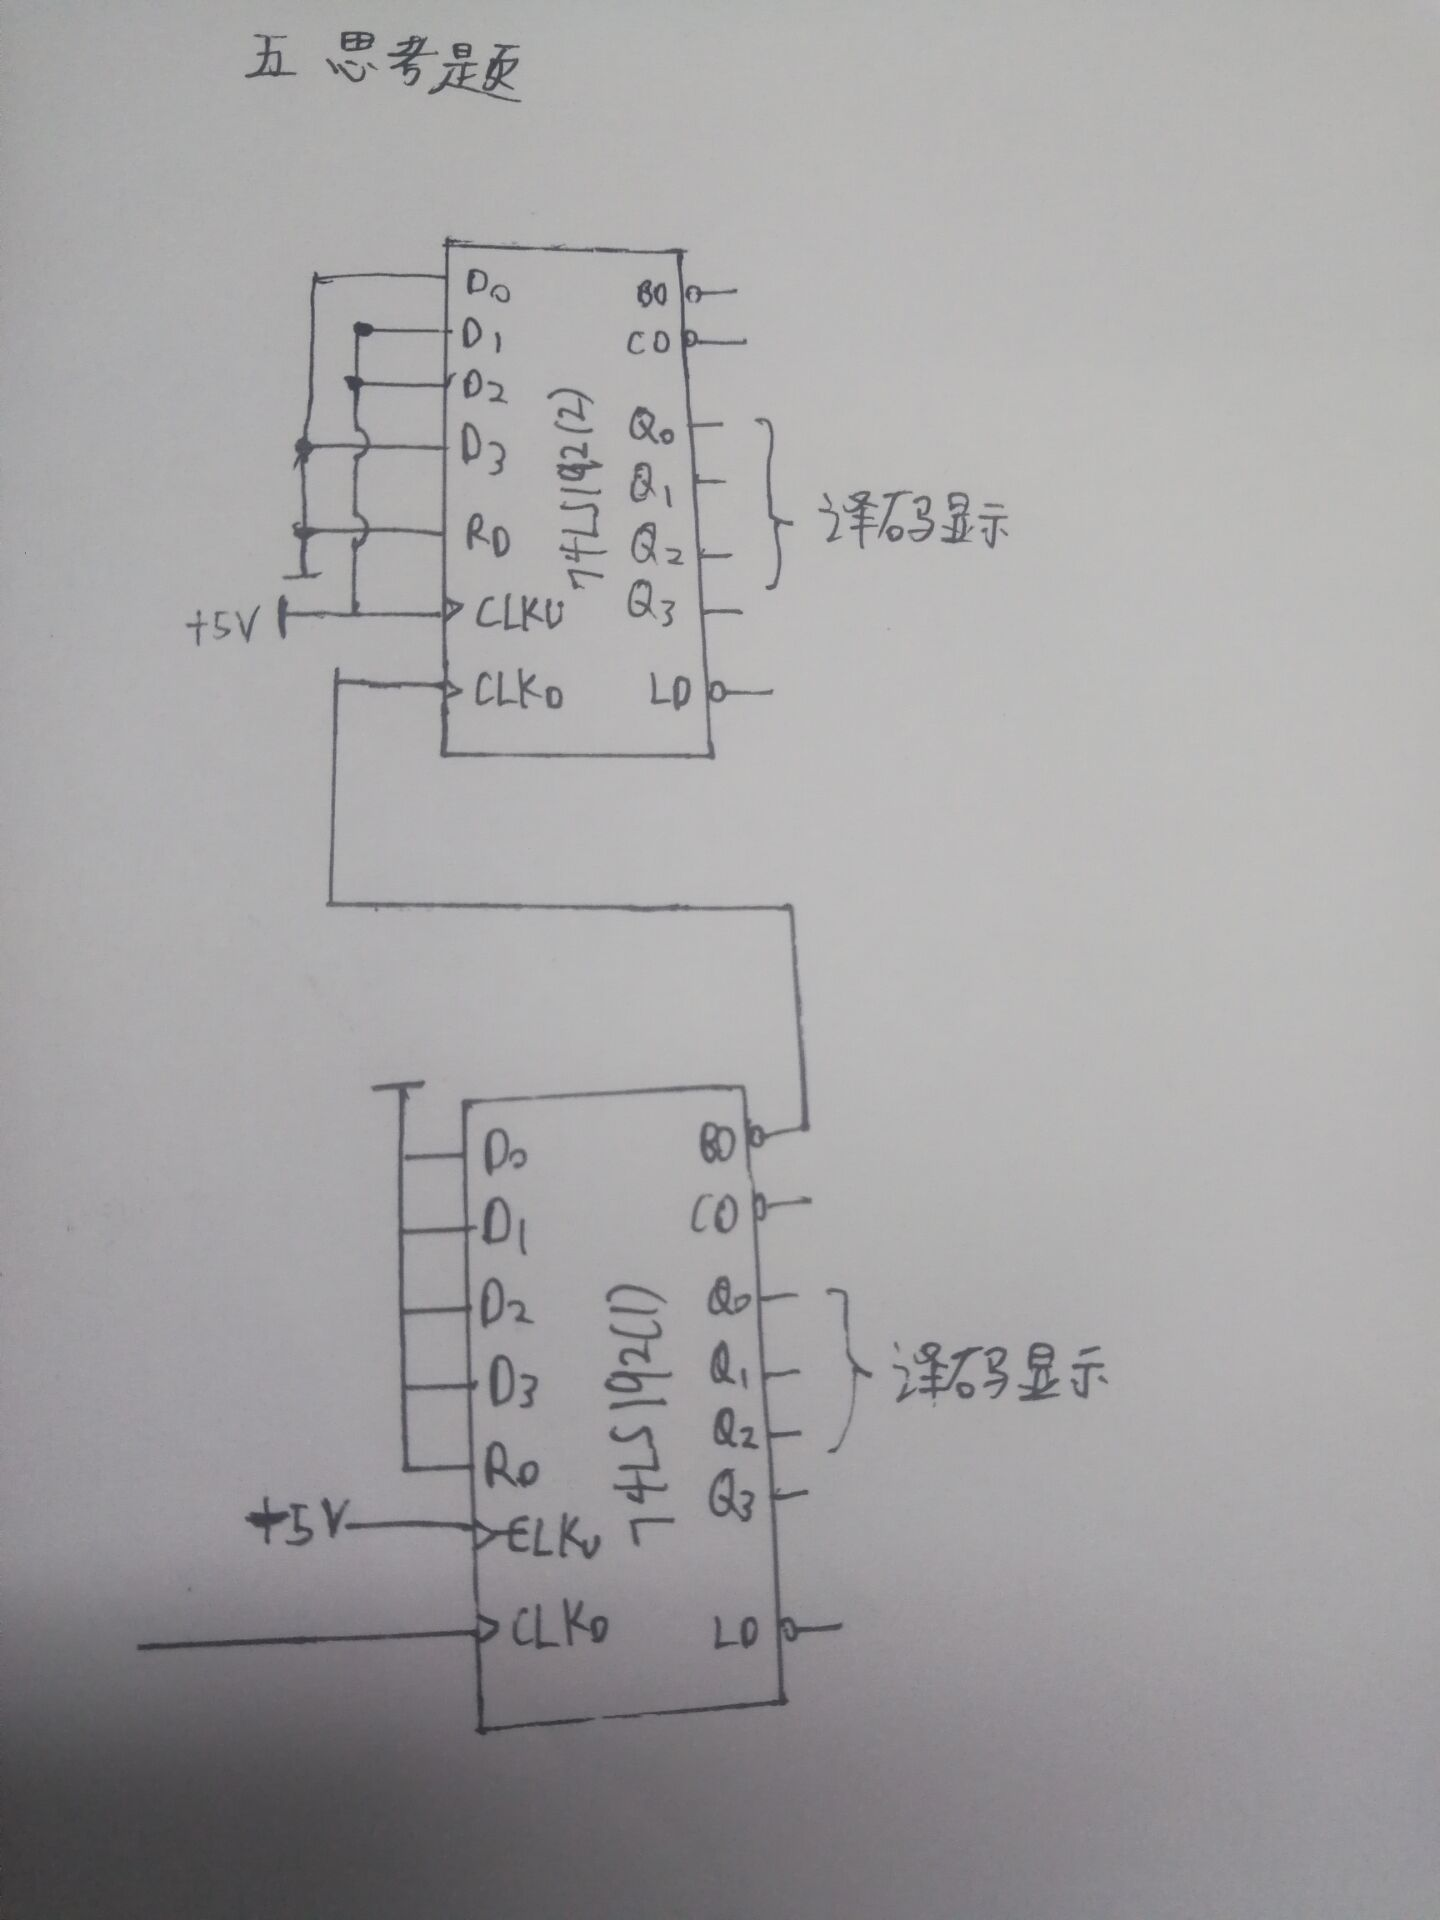 五 思考题
D0
BO
D1
CO
D2
D3
Q0
Q1
RD
Q2
CLKU
Q3
CLKD
LD
74LS192(2)
译码显示
+5V
D0
BO
D1
CO
D2
Q0
D3
Q1
RD
Q2
CLKU
Q3
CLKD
LD
74LS192(1)
译码显示
+5V